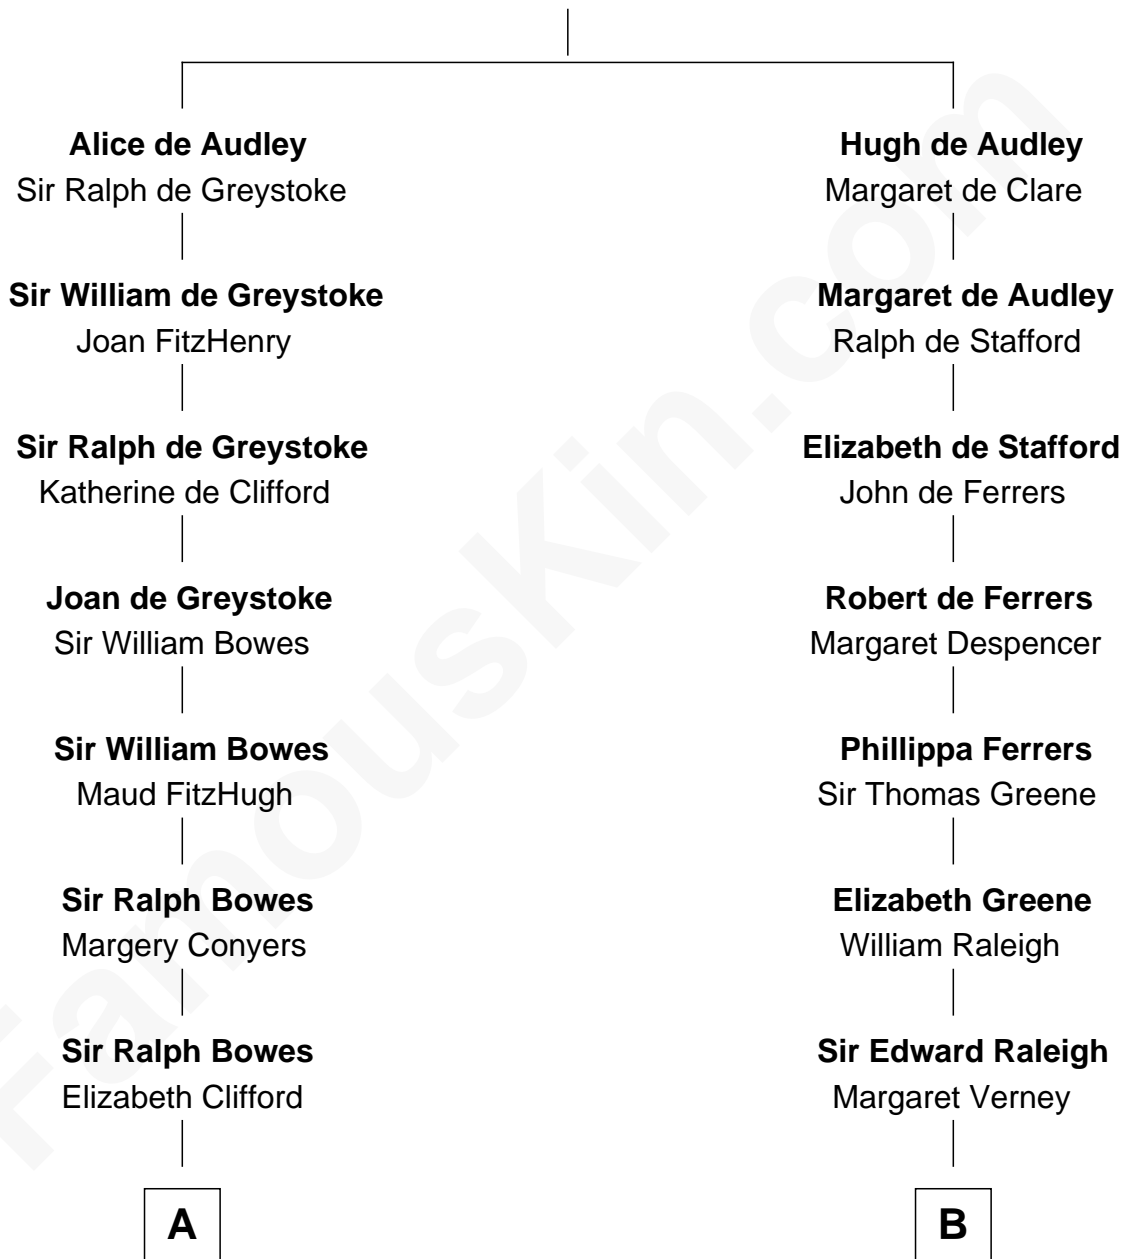 Alice de Audley
Sir Ralph de Greystoke
Sir William de Greystoke
Joan FitzHenry
Sir Ralph de Greystoke
Katherine de Clifford
Joan de Greystoke
Sir William Bowes
Sir William Bowes
Maud FitzHugh
Sir Ralph Bowes
Margery Conyers
Sir Ralph Bowes
Elizabeth Clifford
A
Hugh de Audley
Margaret de Clare
Margaret de Audley
Ralph de Stafford
Elizabeth de Stafford
John de Ferrers
Robert de Ferrers
Margaret Despencer
Phillippa Ferrers
Sir Thomas Greene
Elizabeth Greene
William Raleigh
Sir Edward Raleigh
Margaret Verney
B
FamousKin.com